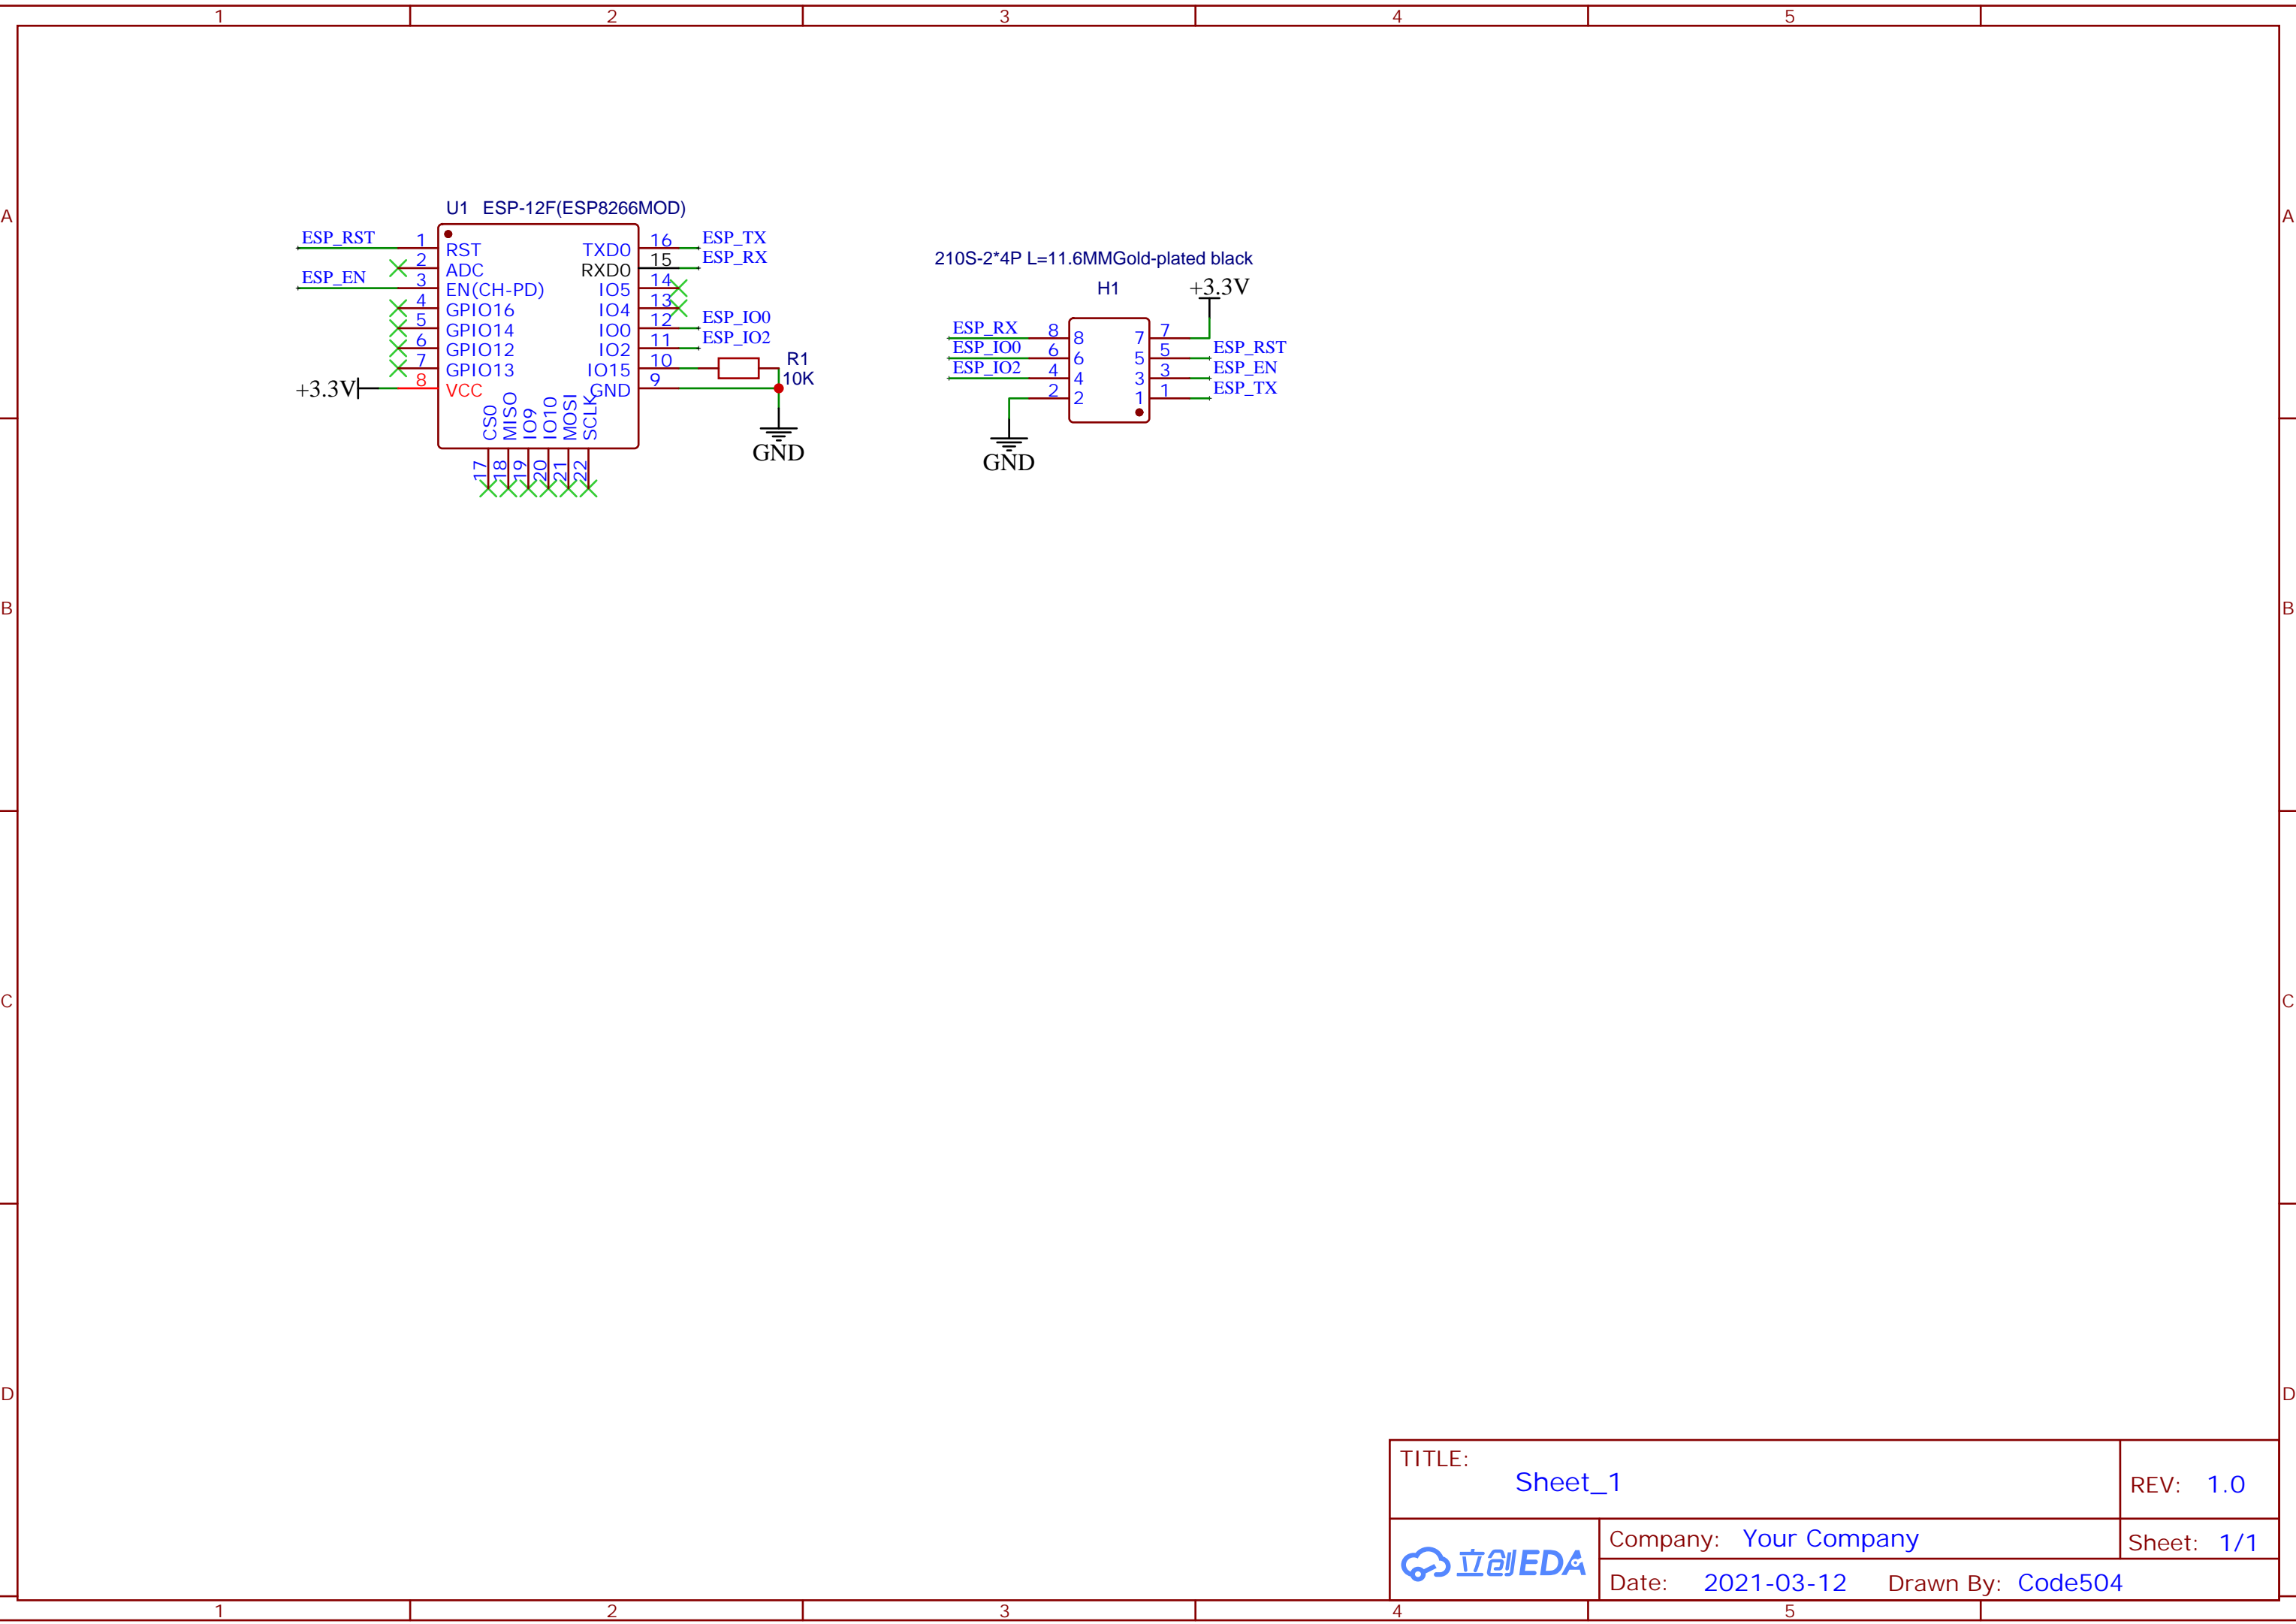 1 2 3 4 5
A A
U1 ESP-12F(ESP8266MOD)
ESP_RST 1 RST TXD0 16 ESP_TX
2 ADC RXD0 15 ESP_RX
ESP_EN 3 EN(CH-PD) IO5 14
4 GPIO16 IO4 13
5 GPIO14 IO0 12 ESP_IO0
6 GPIO12 IO2 11 ESP_IO2
7 GPIO13 IO15 10 R1
10K
+3.3V 8 VCC GND 9
CS0 MISO IO9 IO10 MOSI SCLK
17 18 19 20 21 22
GND
210S-2*4P L=11.6MMGold-plated black
H1 +3.3V
ESP_RX 8 8 7 7
ESP_IO0 6 6 5 5 ESP_RST
ESP_IO2 4 4 3 3 ESP_EN
2 2 1 1 ESP_TX
GND
B B
C C
D D
TITLE:
Sheet_1
REV: 1.0
立创EDA
Company: Your Company
Sheet: 1/1
Date: 2021-03-12 Drawn By: Code504
1 2 3 4 5